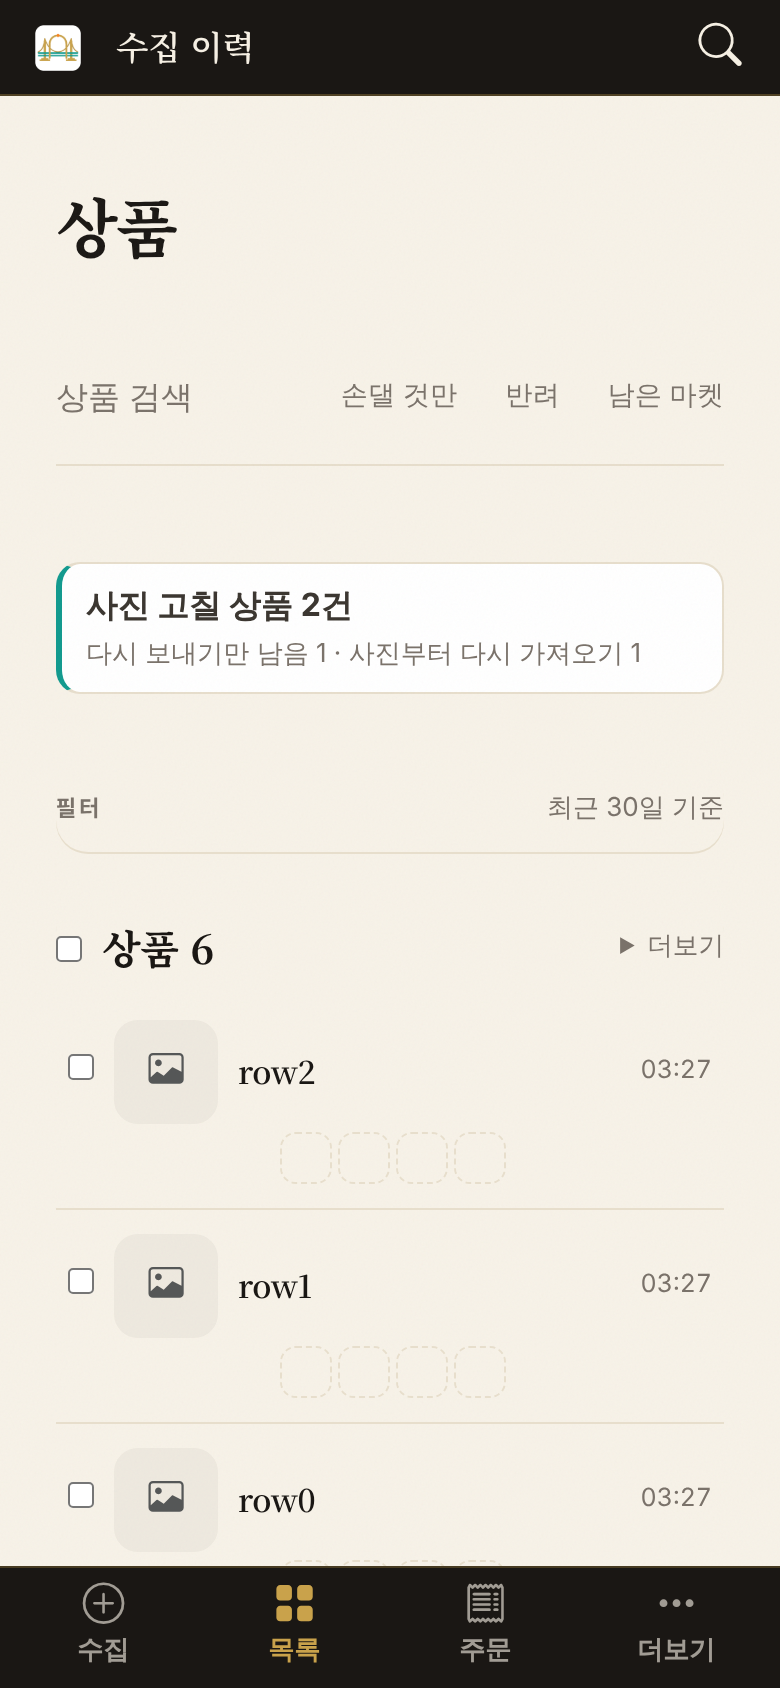 수집 이력
상품
상품 검색 손댈 것만 반려 남은 마켓
사진 고칠 상품 2건
다시 보내기만 남음 1 · 사진부터 다시 가져오기 1
필터 최근 30일 기준
상품 6 ▶ 더보기
row2 03:27
row1 03:27
row0 03:27
수집 목록 주문 더보기